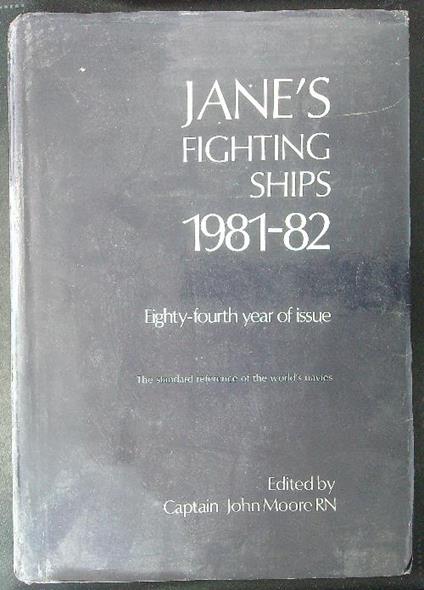 JANE'S
FIGHTING
SHIPS
1981-82
Eighty-fourth year of issue
The standard reference of the world's navies
Edited by
Captain John Moore RN